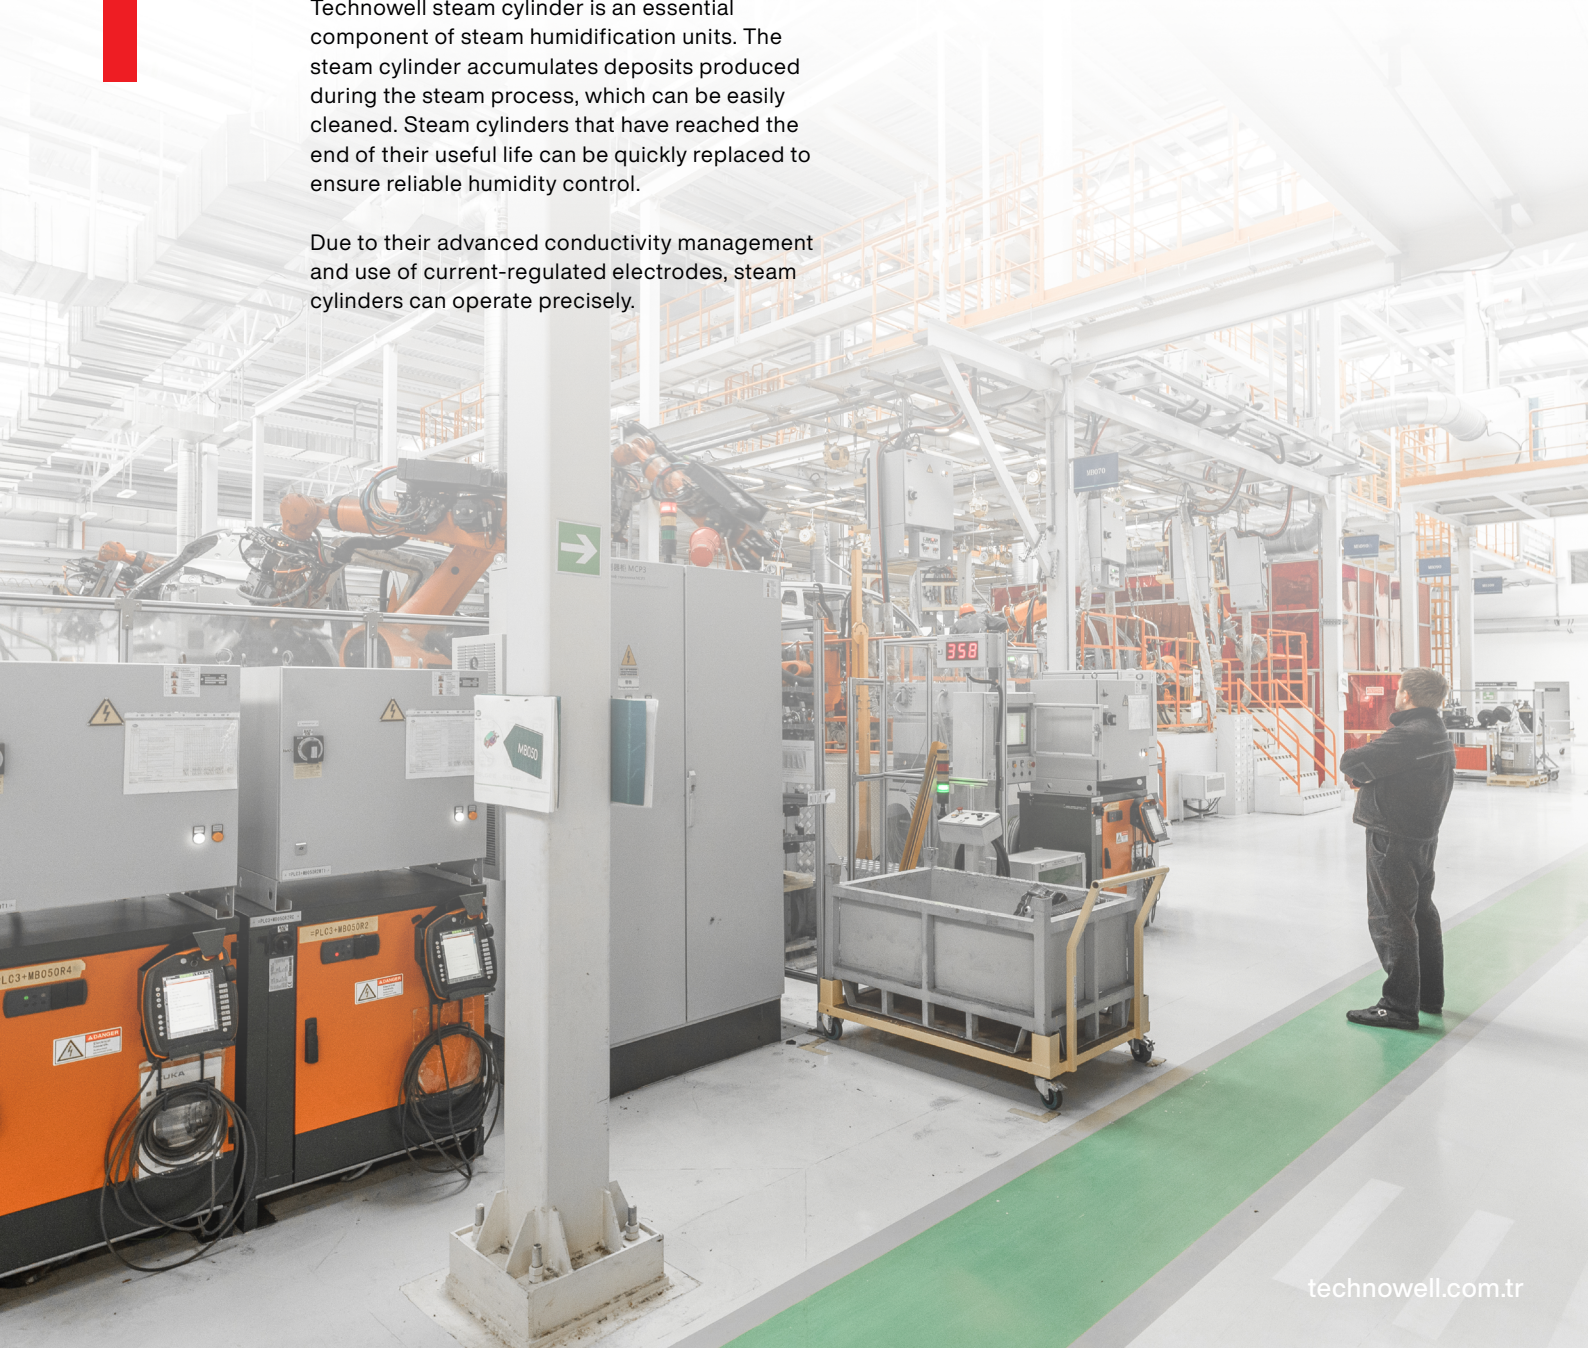 Technowell steam cylinder is an essential
component of steam humidification units. The
steam cylinder accumulates deposits produced
during the steam process, which can be easily
cleaned. Steam cylinders that have reached the
end of their useful life can be quickly replaced to
ensure reliable humidity control.
Due to their advanced conductivity management
and use of current-regulated electrodes, steam
cylinders can operate precisely.
MCP2
358
MB050
=PLC3+MB050R2
LC3+MB050R4
DANGER
DANGER
technowell.com.tr